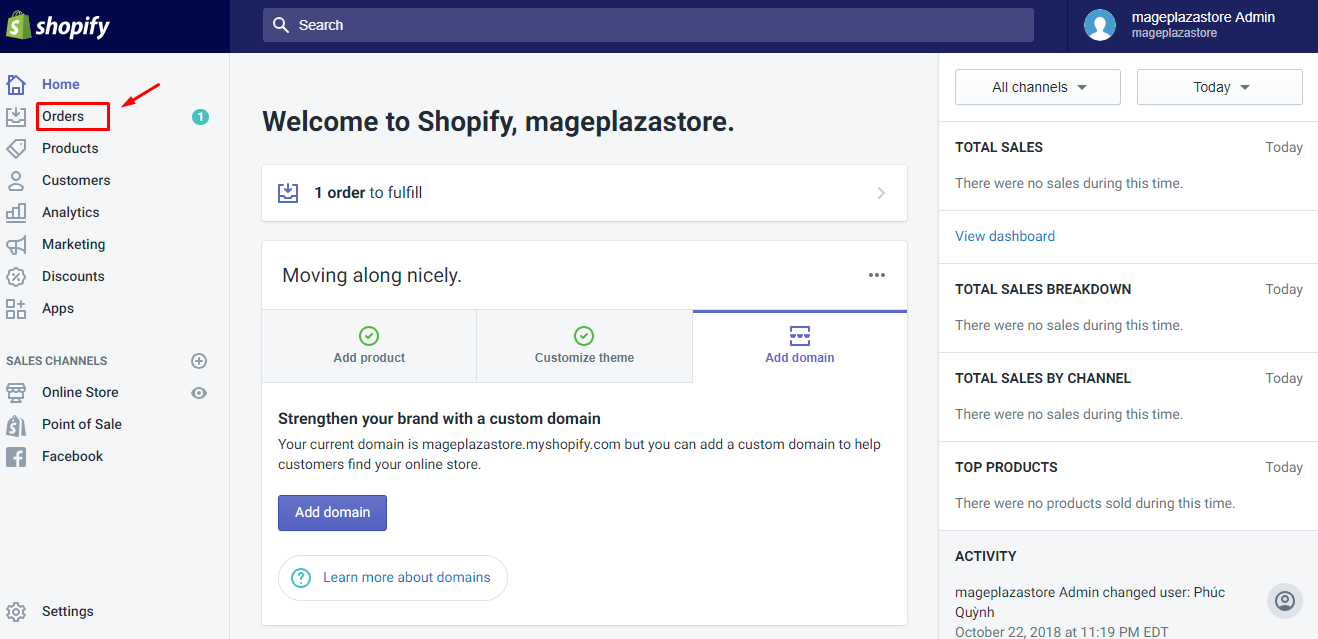 shopify
Search
mageplazastore Admin
mageplazastore
Home
Orders
1
Products
Customers
Analytics
Marketing
Discounts
Apps
SALES CHANNELS
Online Store
Point of Sale
Facebook
Settings
Welcome to Shopify, mageplazastore.
1 order to fulfill
Moving along nicely.
Add product
Customize theme
Add domain
Strengthen your brand with a custom domain
Your current domain is mageplazastore.myshopify.com but you can add a custom domain to help
customers find your online store.
Add domain
Learn more about domains
All channels
Today
TOTAL SALES Today
There were no sales during this time.
View dashboard
TOTAL SALES BREAKDOWN Today
There were no sales during this time.
TOTAL SALES BY CHANNEL Today
There were no sales during this time.
TOP PRODUCTS Today
There were no products sold during this time.
ACTIVITY
mageplazastore Admin changed user: Phúc
Quỳnh
October 22, 2018 at 11:19 PM EDT